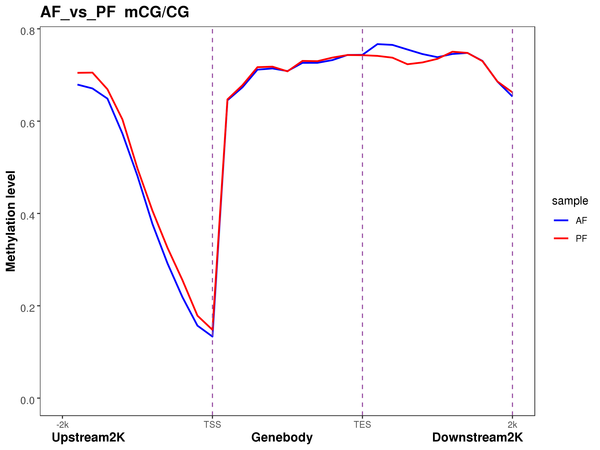 AF_vs_PF mCG/CG
Methylation level
0.8
0.6
0.4
0.2
0.0
-2k
TSS
TES
2k
Upstream2K
Genebody
Downstream2K
sample
AF
PF